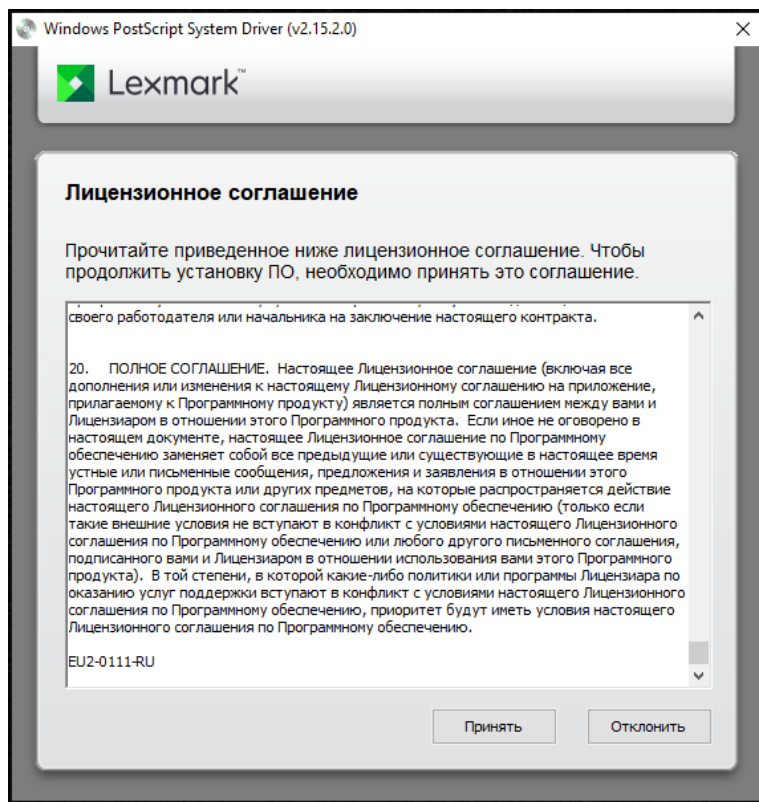 Windows PostScript System Driver (v2.15.2.0)
Lexmark™
Лицензионное соглашение
Прочитайте приведенное ниже лицензионное соглашение. Чтобы
продолжить установку ПО, необходимо принять это соглашение.
своего работодателя или начальника на заключение настоящего контракта.
20. ПОЛНОЕ СОГЛАШЕНИЕ. Настоящее Лицензионное соглашение (включая все
дополнения или изменения к настоящему Лицензионному соглашению на приложение,
прилагаемому к Программному продукту) является полным соглашением между вами и
Лицензиаром в отношении этого Программного продукта. Если иное не оговорено в
настоящем документе, настоящее Лицензионное соглашение по Программному
обеспечению заменяет собой все предыдущие или существующие в настоящее время
устные или письменные сообщения, предложения и заявления в отношении этого
Программного продукта или других предметов, на которые распространяется действие
настоящего Лицензионного соглашения по Программному обеспечению (только если
такие внешние условия не вступают в конфликт с условиями настоящего Лицензионного
соглашения по Программному обеспечению или любого другого письменного соглашения,
подписанного вами и Лицензиаром в отношении использования вами этого Программного
продукта). В той степени, в которой какие-либо политики или программы Лицензиара по
оказанию услуг поддержки вступают в конфликт с условиями настоящего Лицензионного
соглашения по Программному обеспечению, приоритет будут иметь условия настоящего
Лицензионного соглашения по Программному обеспечению.
EU2-0111-RU
Принять
Отклонить